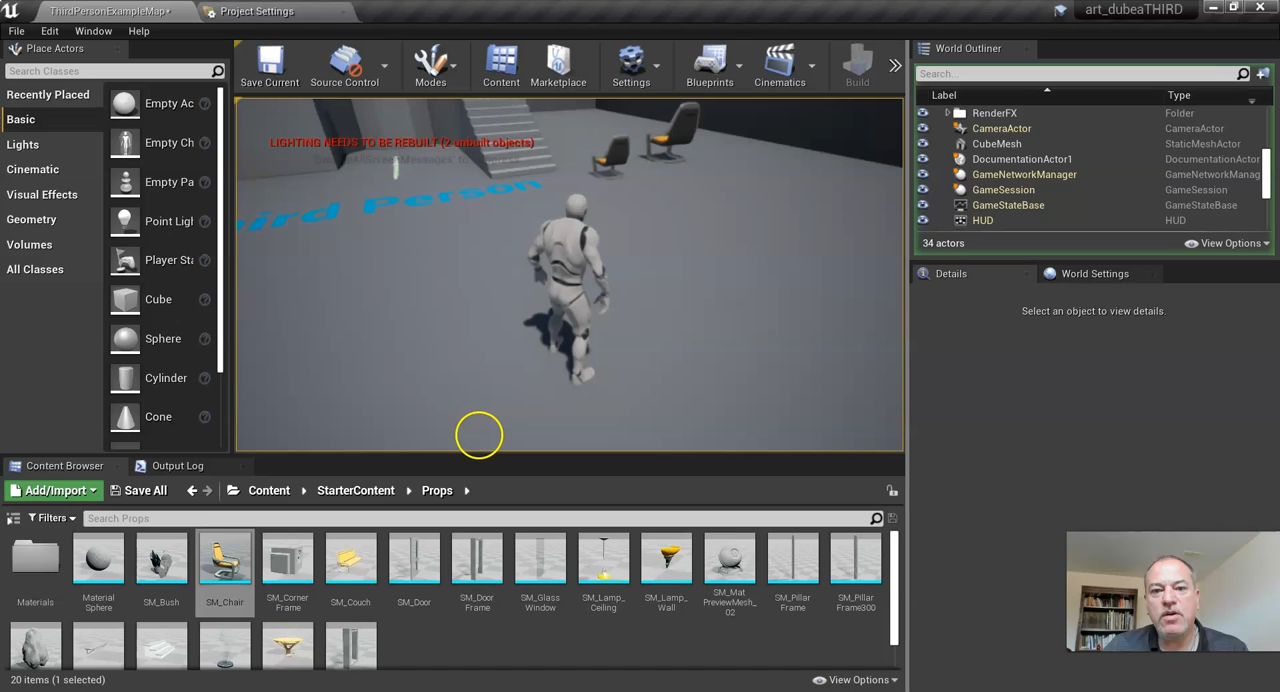 ThirdPersonExampleMap*
Project Settings
art_dubeaTHIRD
File
Edit
Window
Help
Place Actors
Search Classes
Recently Placed
Basic
Lights
Cinematic
Visual Effects
Geometry
Volumes
All Classes
Empty Ac
Empty Ch
Empty Pa
Point Ligh
Player Sta
Cube
Sphere
Cylinder
Cone
Save Current
Source Control
Modes
Content
Marketplace
Settings
Blueprints
Cinematics
Build
LIGHTING NEEDS TO BE REBUILT (2 unbuilt objects)
hird Person
World Outliner
Search...
Label
Type
RenderFX
Folder
CameraActor
CameraActor
CubeMesh
StaticMeshActor
DocumentationActor1
DocumentationActor
GameNetworkManager
GameNetworkManag
GameSession
GameSession
GameStateBase
GameStateBase
HUD
HUD
34 actors
View Options
Details
World Settings
Select an object to view details.
Content Browser
Output Log
Add/Import
Save All
Content
StarterContent
Props
Filters
Search Props
Materials
Material
Sphere
SM_Bush
SM_Chair
SM_Corner
Frame
SM_Couch
SM_Door
SM_Door
Frame
SM_Glass
Window
SM_Lamp_
Ceiling
SM_Lamp_
Wall
SM_Mat
PreviewMesh_
02
SM_Pillar
Frame
SM_Pillar
Frame300
20 items (1 selected)
View Options